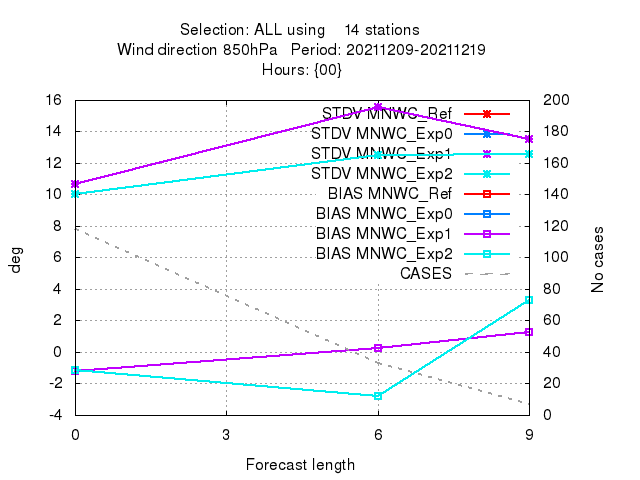 Selection: ALL using 14 stations
Wind direction 850hPa Period: 20211209-20211219
Hours: {00}
16 200
14 180
12 160
10 140
8 120
6 100
4 80
2 60
0 40
-2 20
-4 0
STDV MNWC_Ref
STDV MNWC_Exp0
STDV MNWC_Exp1
STDV MNWC_Exp2
BIAS MNWC_Ref
BIAS MNWC_Exp0
BIAS MNWC_Exp1
BIAS MNWC_Exp2
CASES
deg
No cases
0 3 6 9
Forecast length